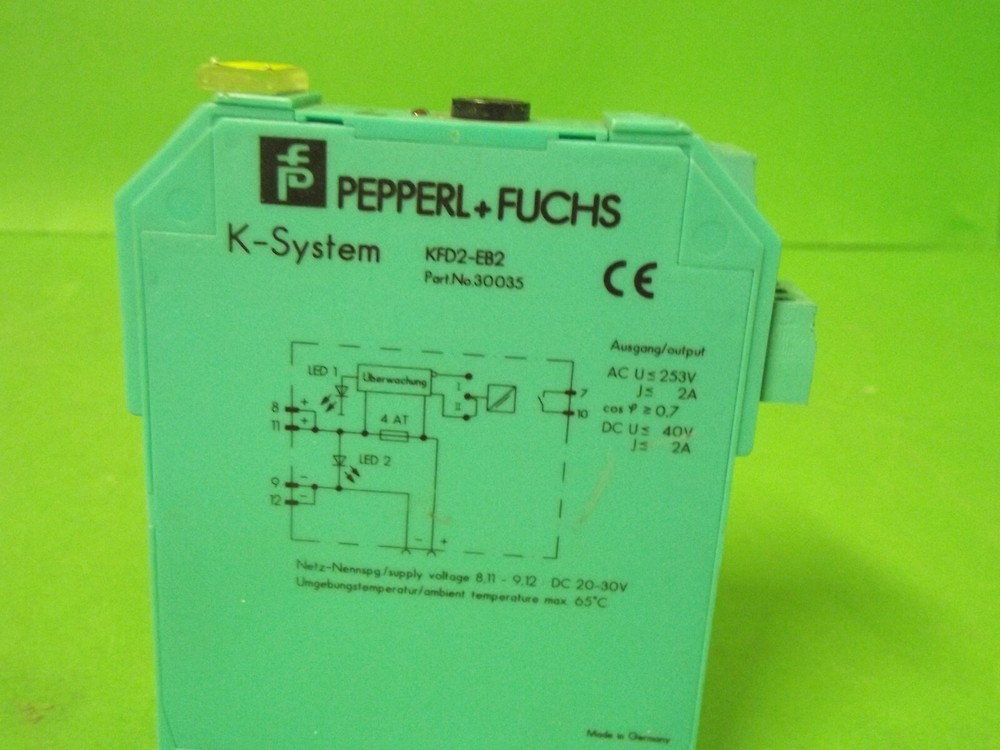 fp
PEPPERL+FUCHS
K-System
KFD2-EB2
Part.No.30035
CE
Ausgang/output
AC U ≤ 253V
J ≤ 2A
cos φ ≥ 0,7
DC U ≤ 40V
J ≤ 2A
LED 1
Überwachung
I
II
8 +
11 +
4 AT
7
10
LED 2
9 -
12 -
- +
Netz-Nennspg./supply voltage 8,11 - 9,12 : DC 20-30V
Umgebungstemperatur/ambient temperature max. 65°C
Made in Germany